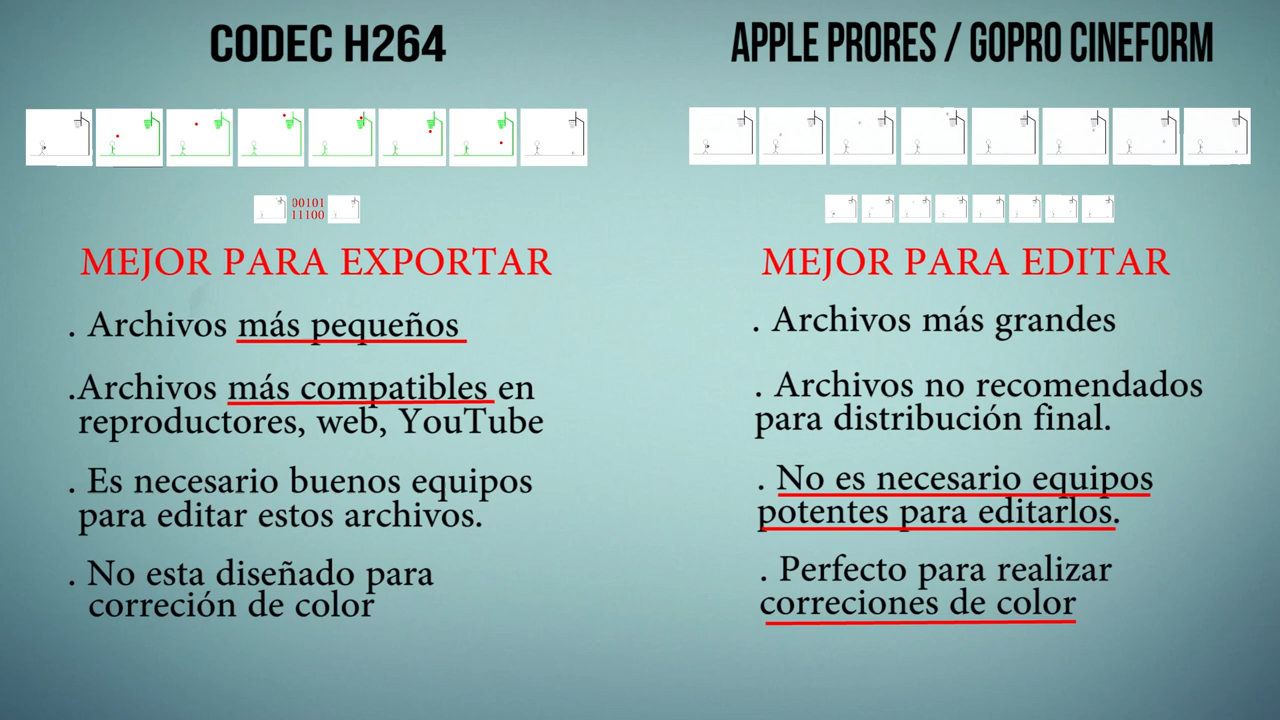 CODEC H264
00101
11100
MEJOR PARA EXPORTAR
. Archivos más pequeños
.Archivos más compatibles en
reproductores, web, YouTube
. Es necesario buenos equipos
para editar estos archivos.
. No esta diseñado para
correción de color
APPLE PRORES / GOPRO CINEFORM
MEJOR PARA EDITAR
. Archivos más grandes
. Archivos no recomendados
para distribución final.
. No es necesario equipos
potentes para editarlos.
. Perfecto para realizar
correciones de color